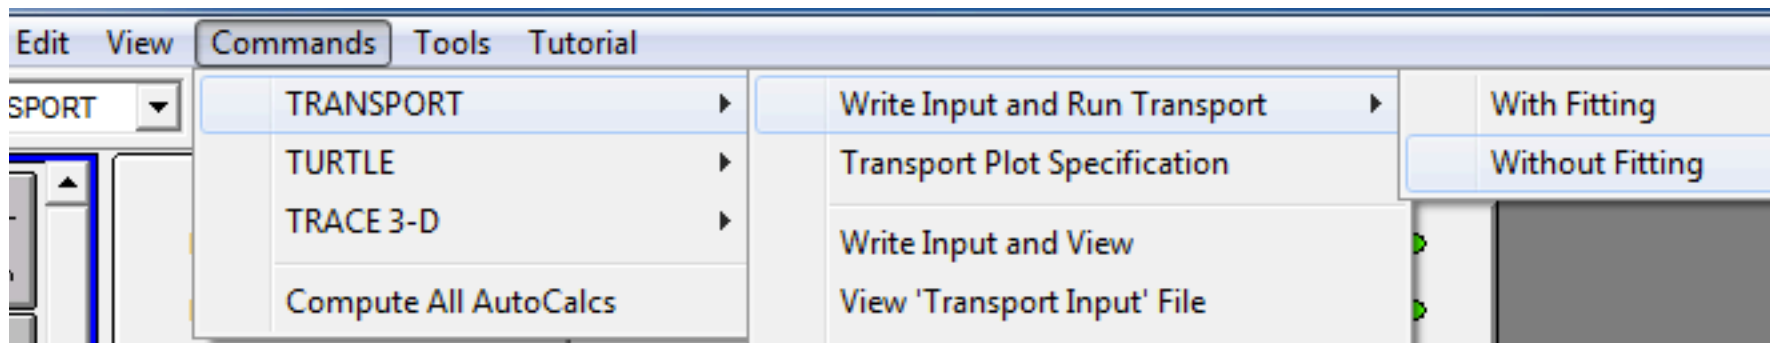 Edit View Commands Tools Tutorial
SPORT TRANSPORT Write Input and Run Transport With Fitting
TURTLE Transport Plot Specification Without Fitting
TRACE 3-D Write Input and View
Compute All AutoCalcs View 'Transport Input' File